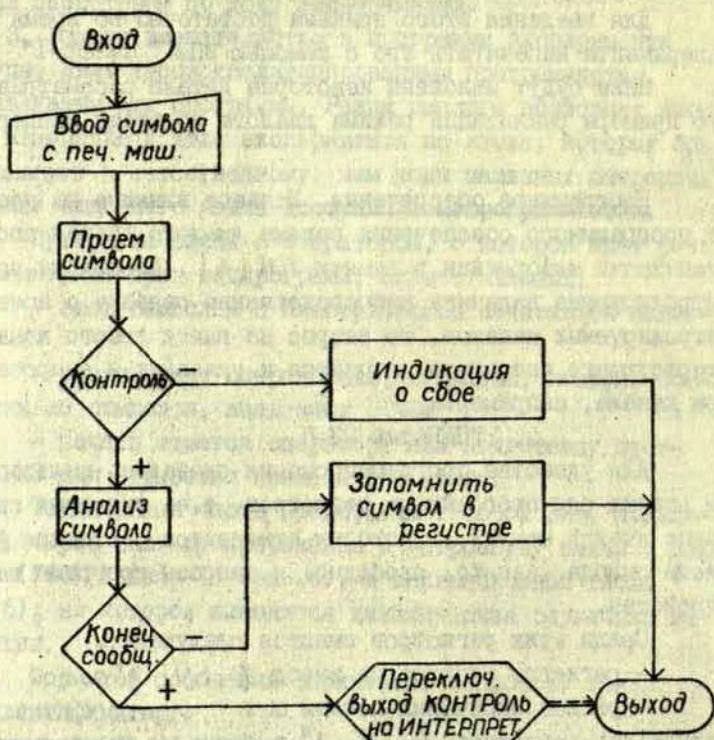 Вход
Ввод символа
с печ. маш.
Прием
символа
Контроль
–
Индикация
о сбое
+
Анализ
символа
Запомнить
символ в
регистре
Конец
сообщ.
–
+
Переключ.
выход КОНТРОЛЬ
на ИНТЕРПРЕТ.
Выход